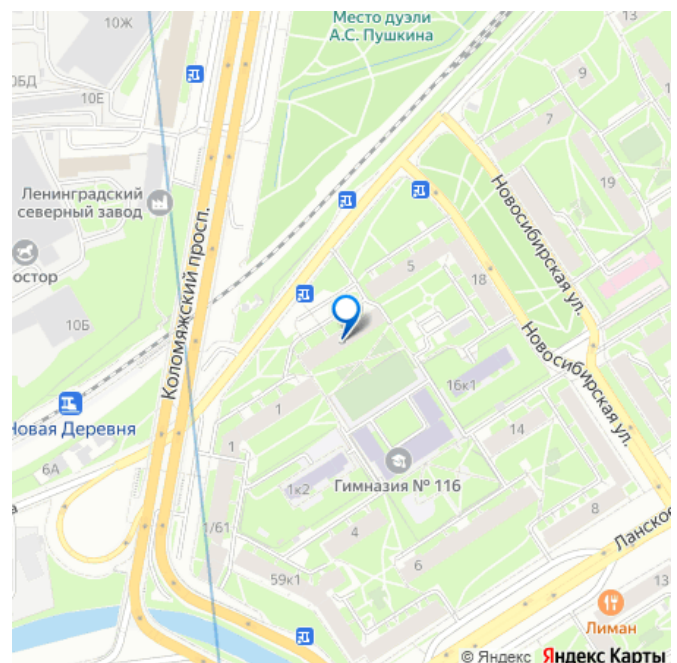 Место дуэли
А.С. Пушкина
13
10Ж
9
10Е
7
19
Ленинградский
северный завод
Новосибирская ул.
Коломяжский просп.
5
18
10Б
Новосибирская ул.
16к1
Новая Деревня
1
1
14
6А
Гимназия № 116
1к2
8
1/61
4
Ланское
6
59к1
13
Лиман
© Яндекс Яндекс Карты